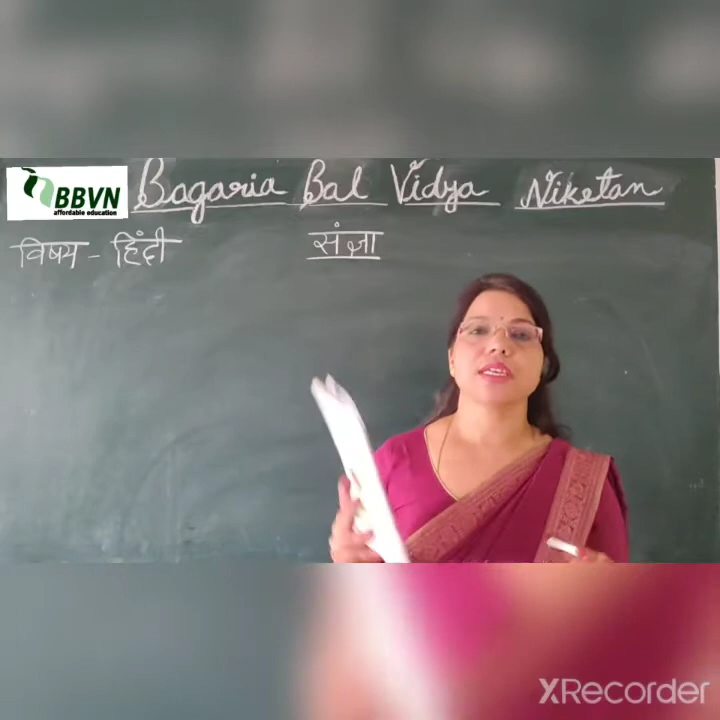 BBVN
affordable education
Bagaria Bal Vidya Niketan
विषय - हिंदी
संज्ञा
XRecorder